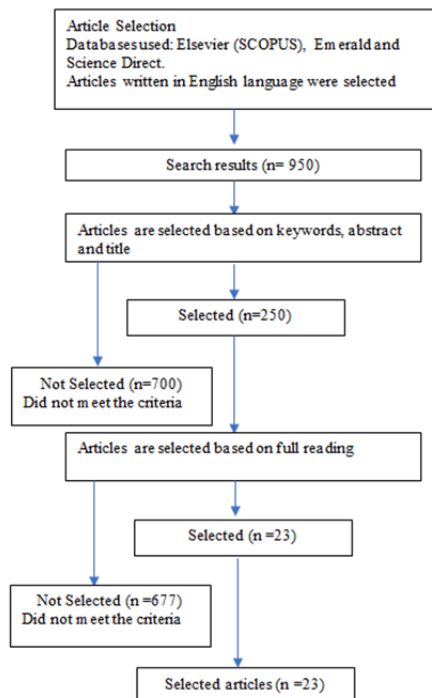 Article Selection
Databases used: Elsevier (SCOPUS), Emerald and
Science Direct.
Articles written in English language were selected
Search results (n= 950)
Articles are selected based on keywords, abstract
and title
Selected (n=250)
Not Selected (n=700)
Did not meet the criteria
Articles are selected based on full reading
Selected (n =23)
Not Selected (n =677)
Did not meet the criteria
Selected articles (n =23)